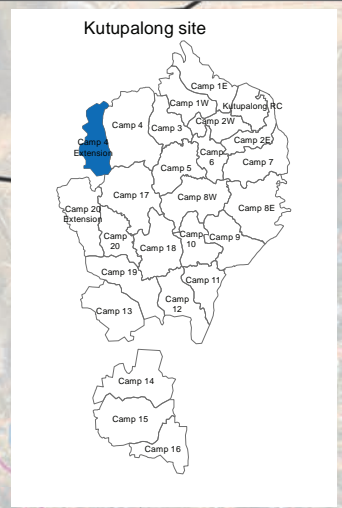 Kutupalong site
Camp 1E
Camp 1W
Kutupalong RC
Camp 4
Camp 3
Camp 2W
Camp 2E
Camp 4
Extension
Camp
6
Camp 7
Camp 5
Camp 17
Camp 8W
Camp 20
Extension
Camp 8E
Camp
20
Camp 18
Camp
10
Camp 9
Camp 19
Camp 11
Camp
12
Camp 13
Camp 14
Camp 15
Camp 16